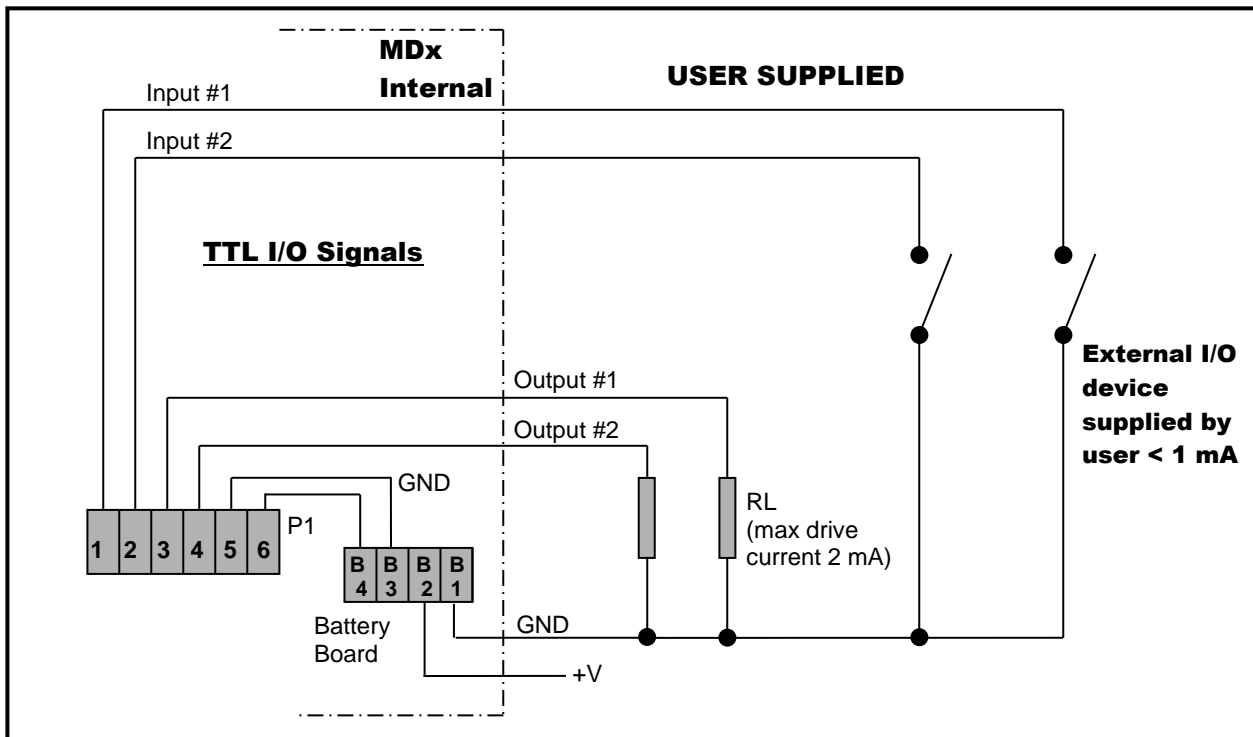 MDx
Internal
USER SUPPLIED
Input #1
Input #2
TTL I/O Signals
External I/O
device
supplied by
user < 1 mA
Output #1
Output #2
GND
RL
(max drive
current 2 mA)
P1
1 2 3 4 5 6
B B B B
4 3 2 1
Battery
Board
GND
+V